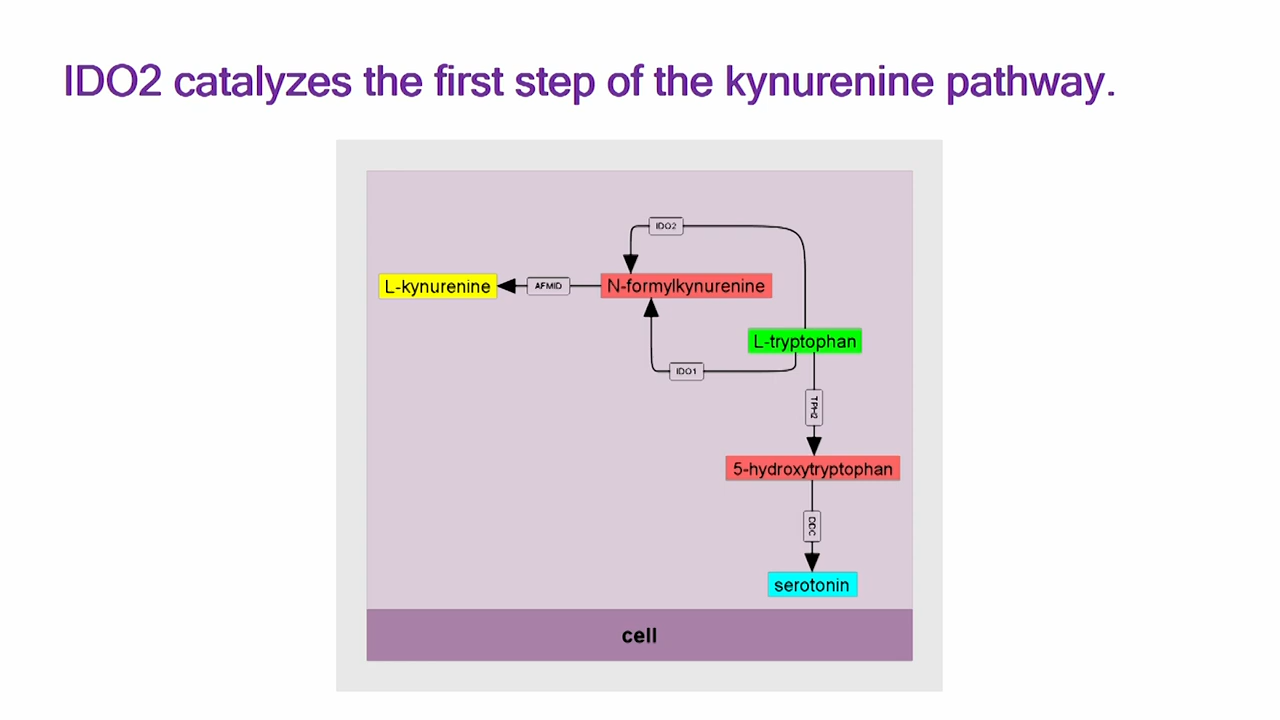 IDO2 catalyzes the first step of the kynurenine pathway.
IDO2
L-kynurenine
AFMID
N-formylkynurenine
L-tryptophan
IDO1
TPH2
5-hydroxytryptophan
DDC
serotonin
cell